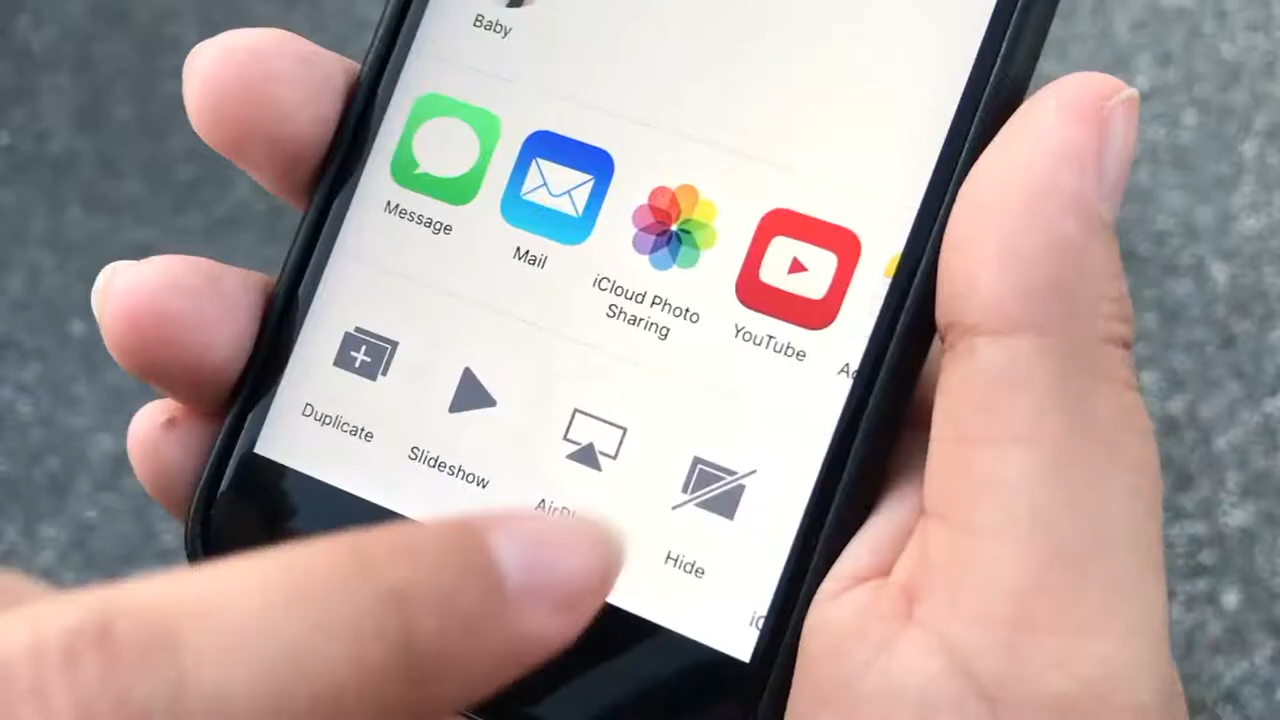 Baby
Message
Mail
iCloud Photo
Sharing
YouTube
Duplicate
Slideshow
Hide